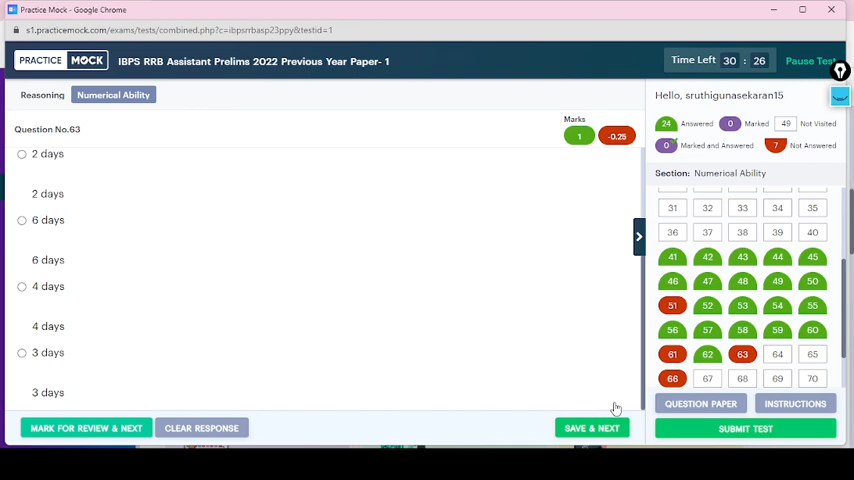 Practice Mock - Google Chrome
s1.practicemock.com/exams/tests/combined.php?c=ibpsrrbasp23ppy&testid=1
PRACTICE MOCK IBPS RRB Assistant Prelims 2022 Previous Year Paper- 1 Time Left 30 : 26 Pause Test
Reasoning Numerical Ability
Hello, sruthigunasekaran15
Question No.63
Marks
1 -0.25
24 Answered 0 Marked 49 Not Visited
0 Marked and Answered 7 Not Answered
Section: Numerical Ability
2 days
2 days
6 days
6 days
4 days
4 days
3 days
3 days
31 32 33 34 35
36 37 38 39 40
41 42 43 44 45
46 47 48 49 50
51 52 53 54 55
56 57 58 59 60
61 62 63 64 65
66 67 68 69 70
QUESTION PAPER INSTRUCTIONS
MARK FOR REVIEW & NEXT CLEAR RESPONSE SAVE & NEXT SUBMIT TEST